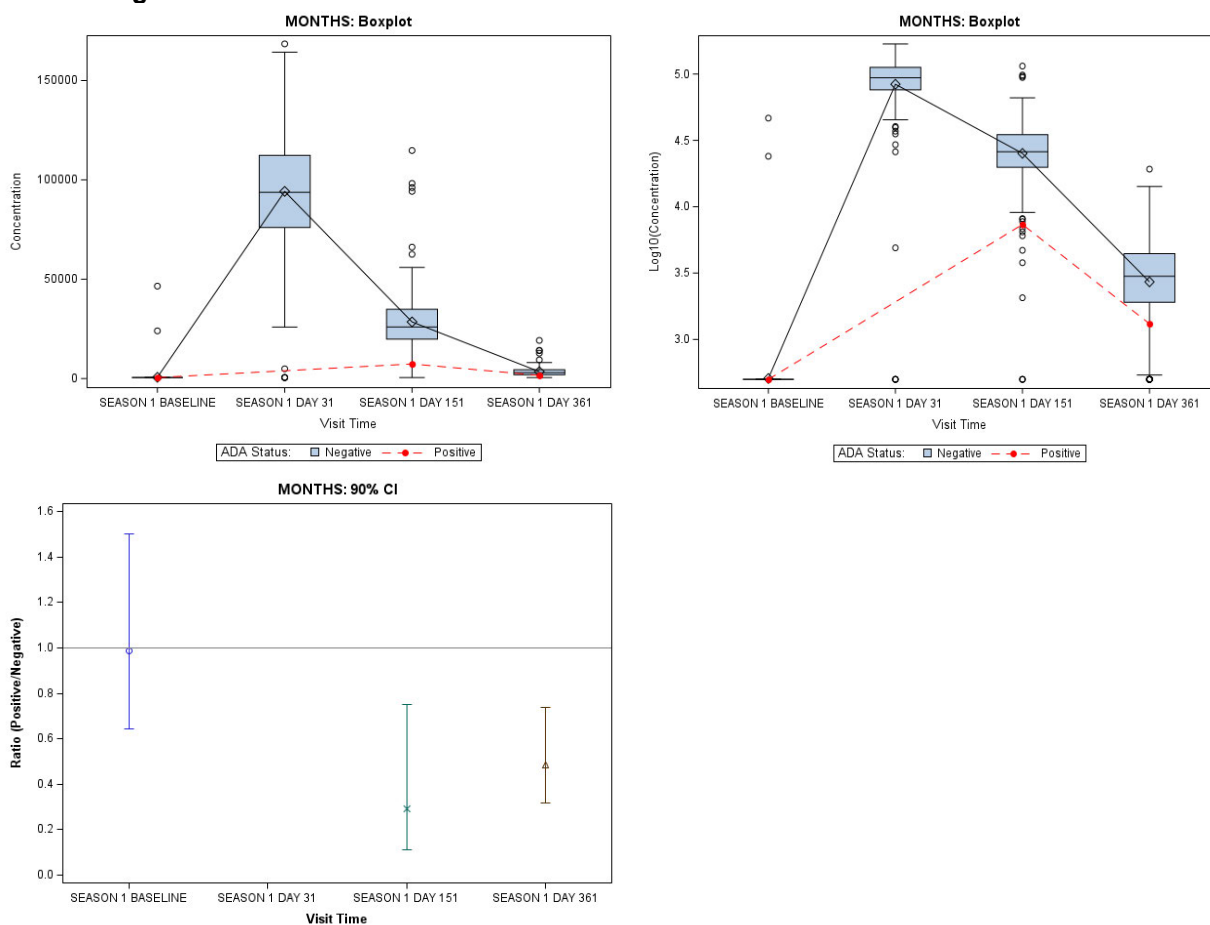 MONTHS: Boxplot
150000
100000
50000
0
Concentration
SEASON 1 BASELINE SEASON 1 DAY 31 SEASON 1 DAY 151 SEASON 1 DAY 361
Visit Time
ADA Status: Negative Positive
MONTHS: Boxplot
5.0
4.5
4.0
3.5
3.0
Log10(Concentration)
SEASON 1 BASELINE SEASON 1 DAY 31 SEASON 1 DAY 151 SEASON 1 DAY 361
Visit Time
ADA Status: Negative Positive
MONTHS: 90% CI
1.6
1.4
1.2
1.0
0.8
0.6
0.4
0.2
0.0
Ratio (Positive/Negative)
SEASON 1 BASELINE SEASON 1 DAY 31 SEASON 1 DAY 151 SEASON 1 DAY 361
Visit Time